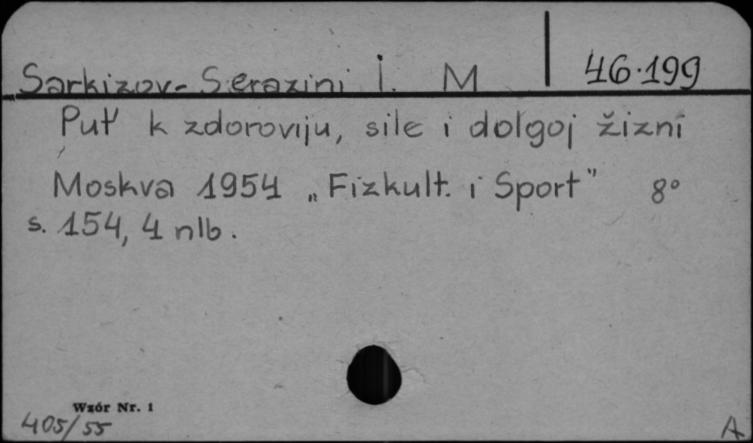 Sarkizov-Serazini I. M 46.199
Put' k zdoroviju, sile i dolgoj žizni
Moskva 1954 „Fizkult. i Sport" 8°
s. 154, 4 nlb.
Wzór Nr. 1
405/55 A